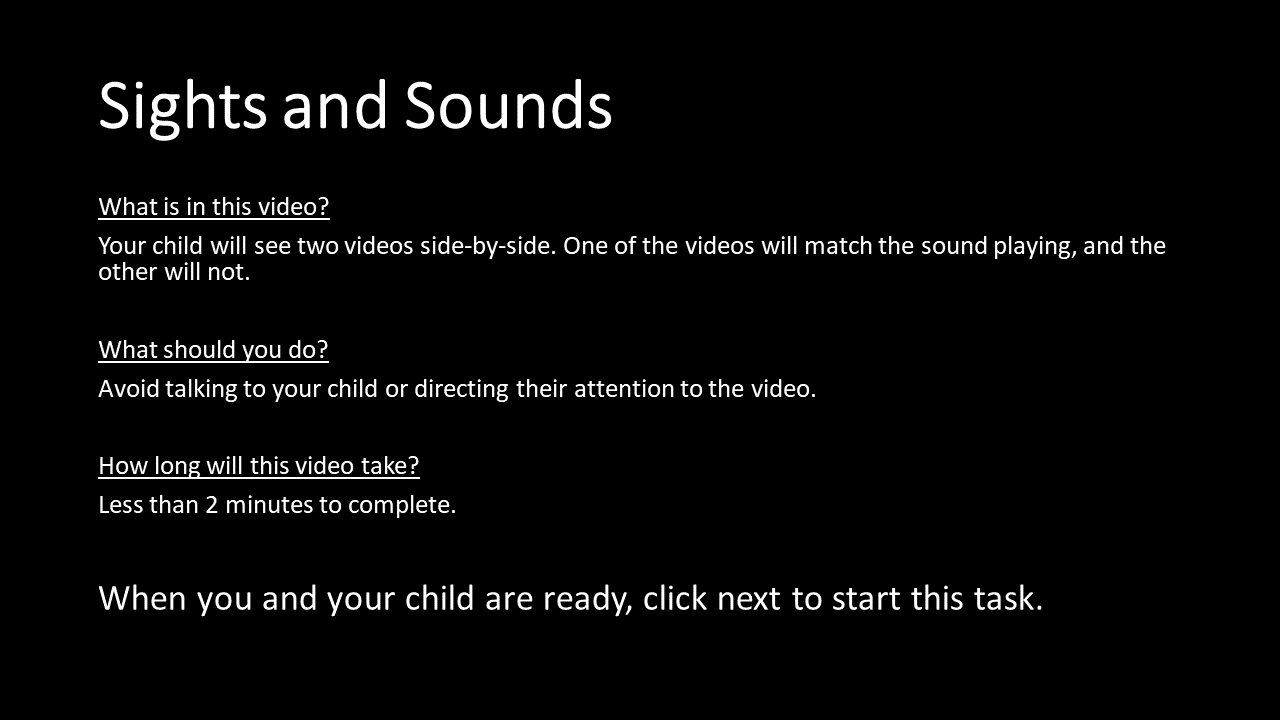 Sights and Sounds
What is in this video?
Your child will see two videos side-by-side. One of the videos will match the sound playing, and the
other will not.
What should you do?
Avoid talking to your child or directing their attention to the video.
How long will this video take?
Less than 2 minutes to complete.
When you and your child are ready, click next to start this task.